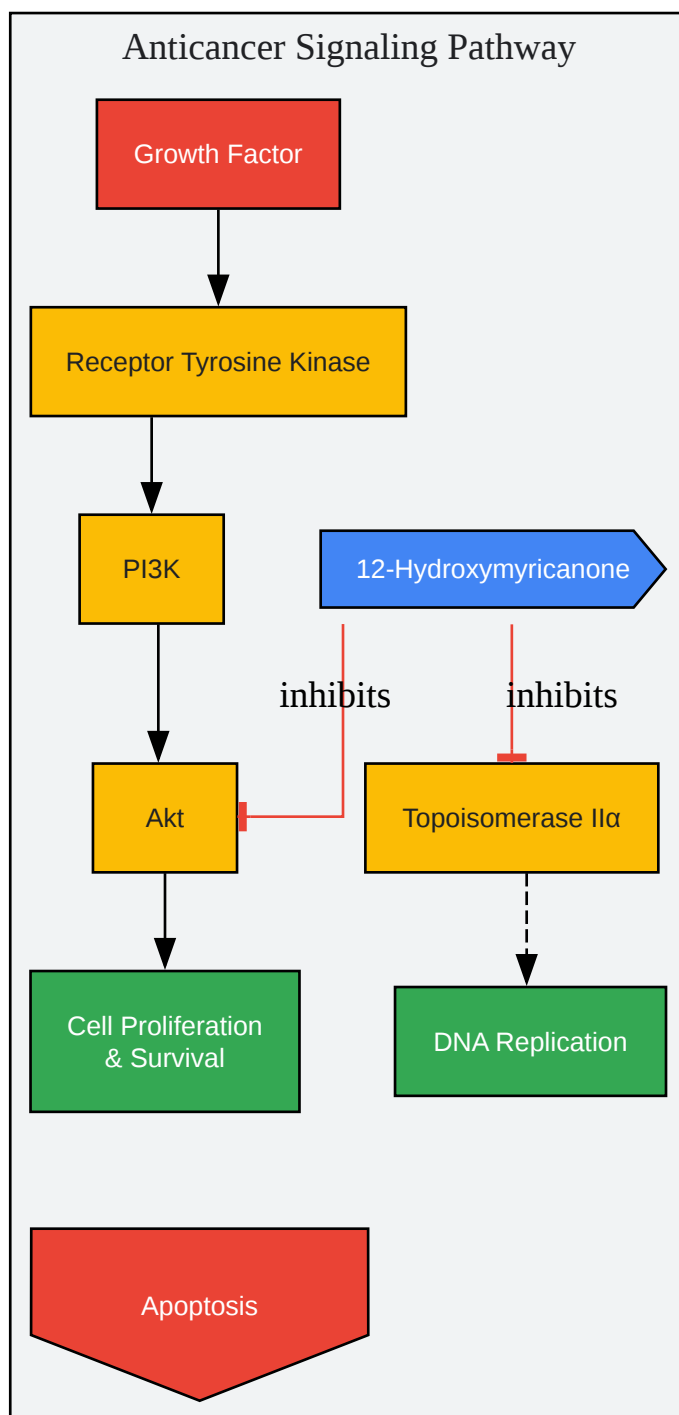 Anticancer Signaling Pathway
Growth Factor
Receptor Tyrosine Kinase
PI3K
12-Hydroxymyricanone
inhibits
inhibits
Akt
Topoisomerase IIα
Cell Proliferation
& Survival
DNA Replication
Apoptosis